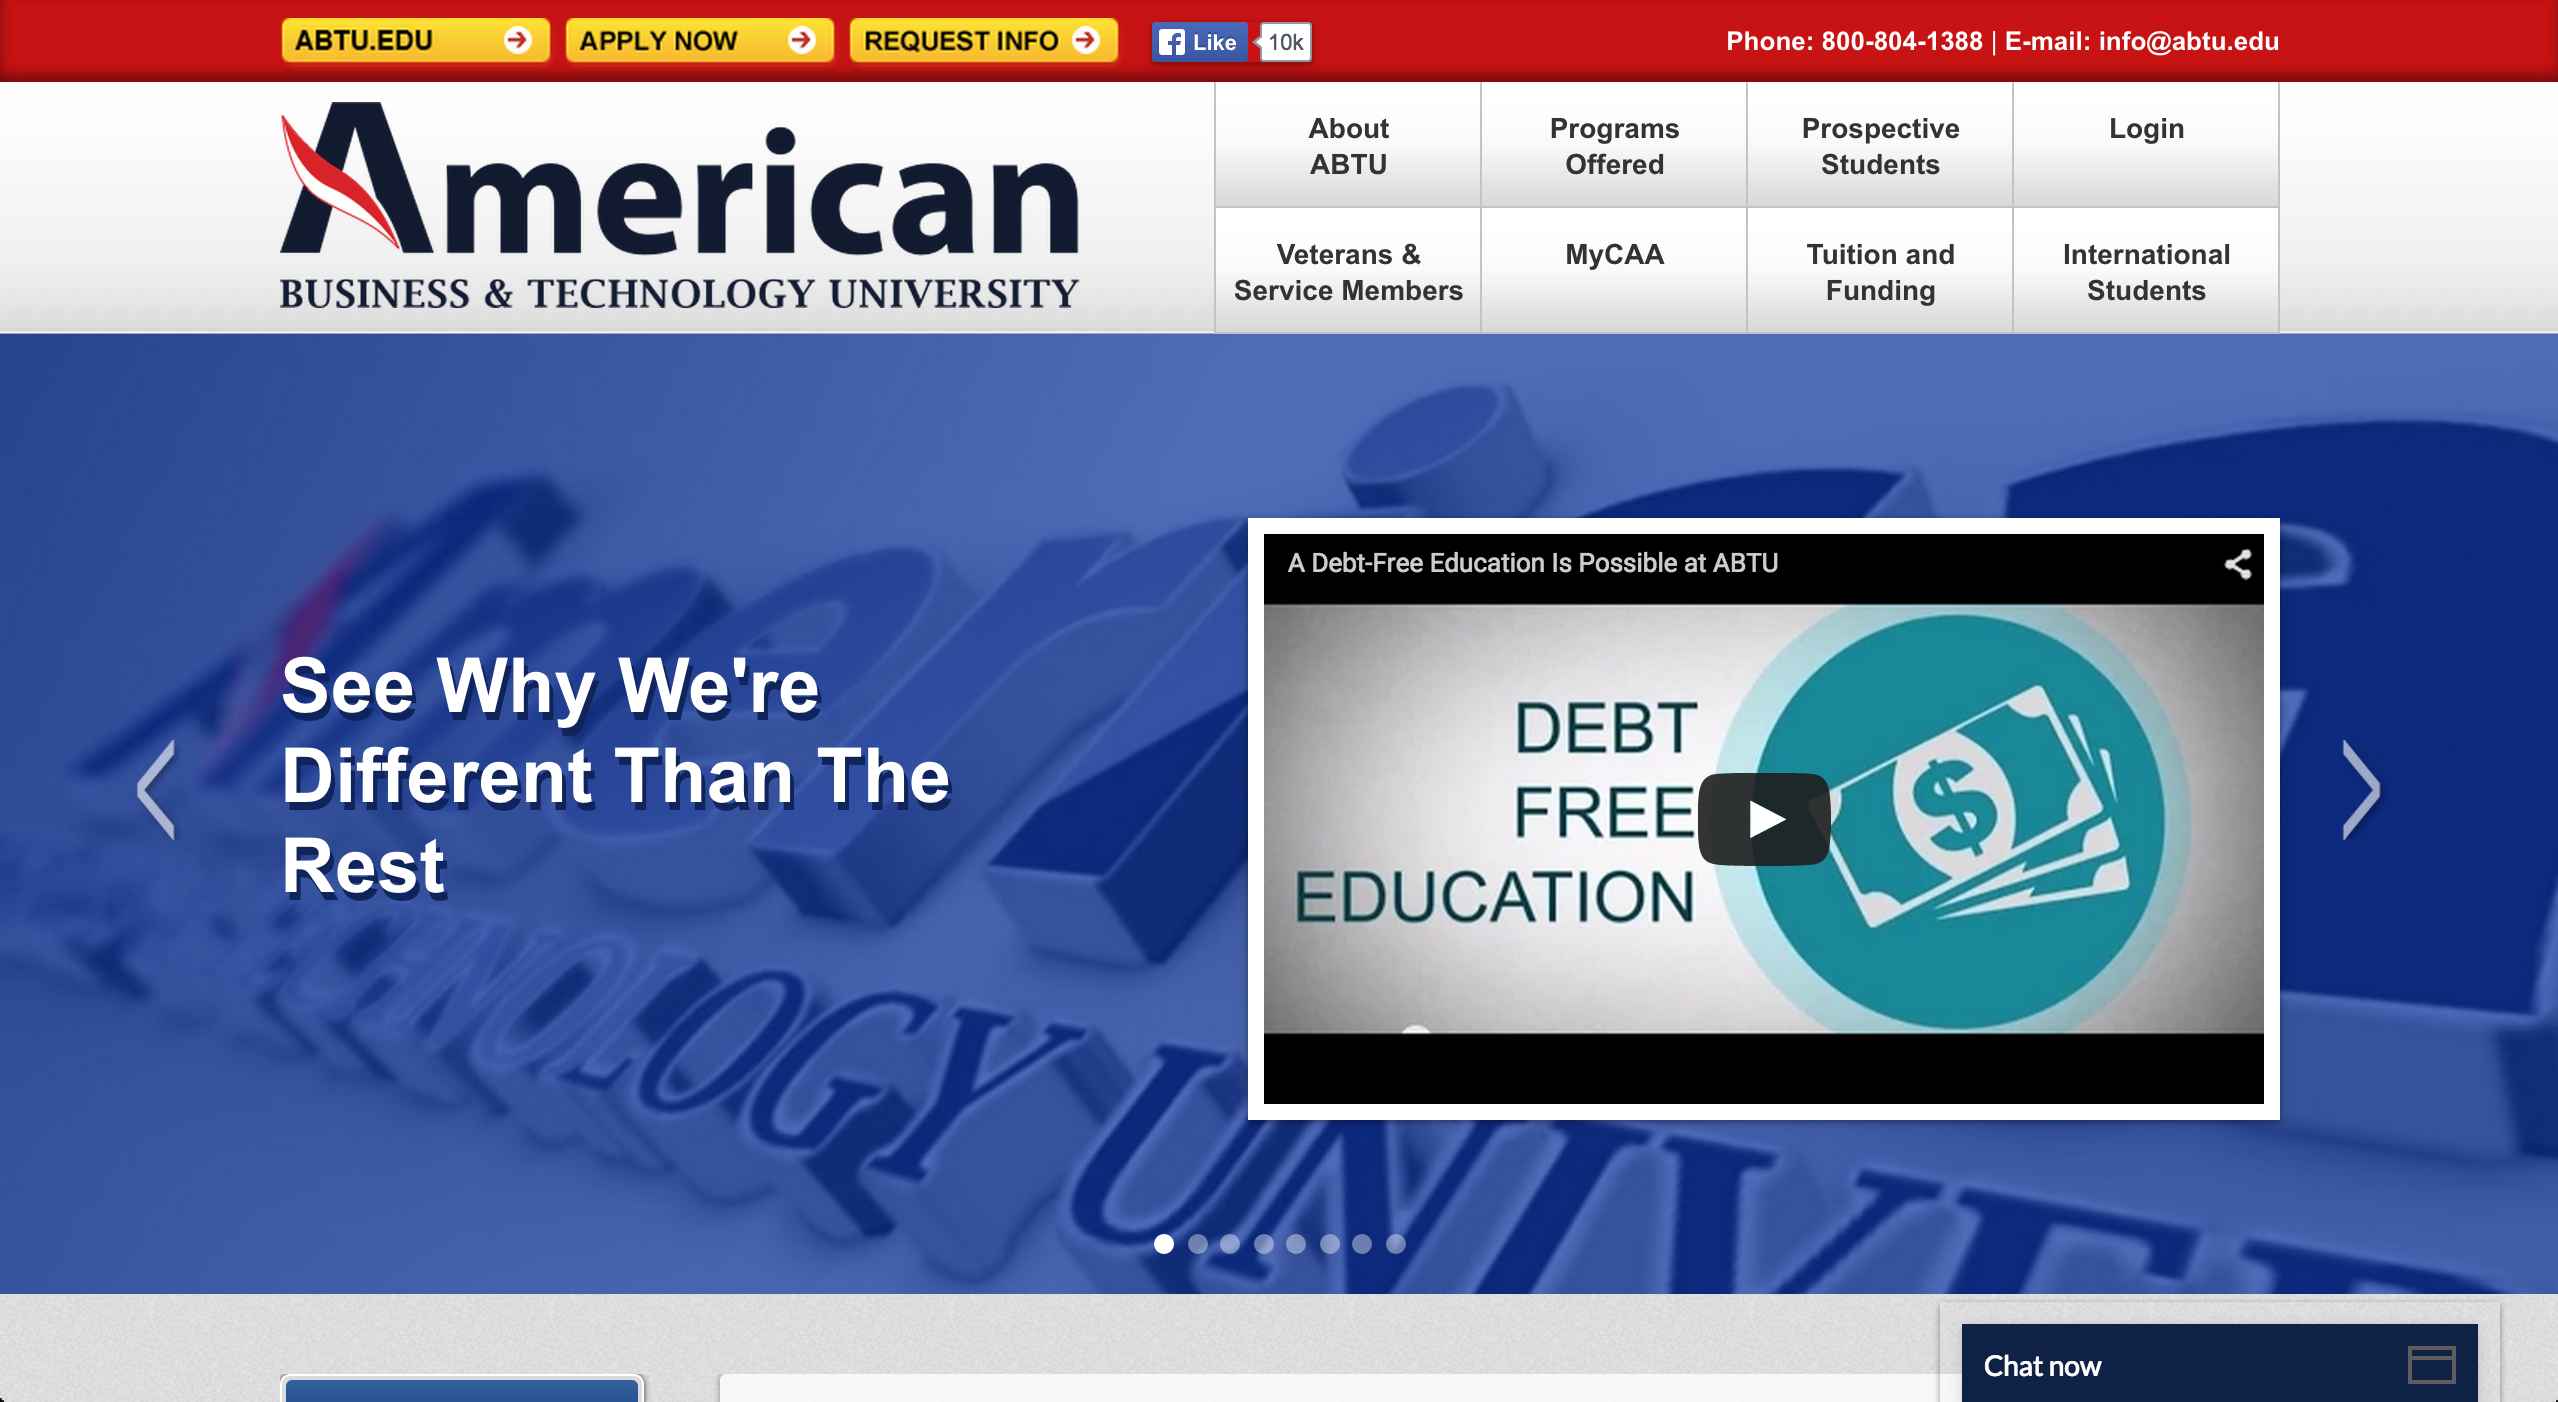 ABTU.EDU
APPLY NOW
REQUEST INFO
Like
10k
Phone: 800-804-1388 | E-mail: info@abtu.edu
American
BUSINESS & TECHNOLOGY UNIVERSITY
About
ABTU
Programs
Offered
Prospective
Students
Login
Veterans &
Service Members
MyCAA
Tuition and
Funding
International
Students
See Why We're
Different Than The
Rest
A Debt-Free Education Is Possible at ABTU
DEBT
FREE
EDUCATION
$
Chat now